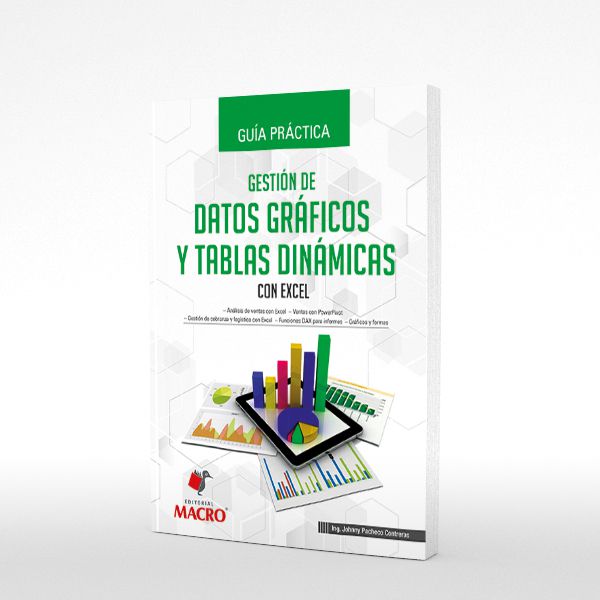 GUÍA PRÁCTICA
GESTIÓN DE
DATOS GRÁFICOS
Y TABLAS DINÁMICAS
CON EXCEL
– Análisis de ventas con Excel – Ventas con PowerPivot
– Gestión de cobranza y logística con Excel – Funciones DAX para informes – Gráficos y formas
EDITORIAL
MACRO®
Ing. Johnny Pacheco Contreras